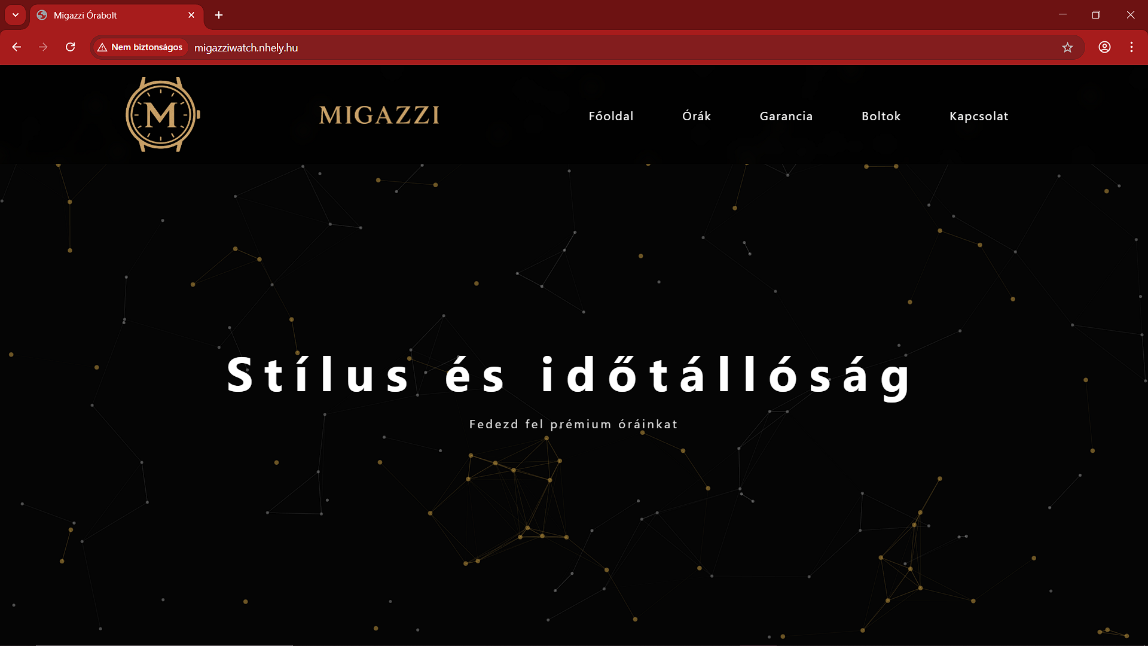 Migazzi Órabolt
Nem biztonságos migazziwatch.nhely.hu
M
MIGAZZI
Főoldal Órák Garancia Boltok Kapcsolat
Stílus és időtállóság
Fedezd fel prémium óráinkat